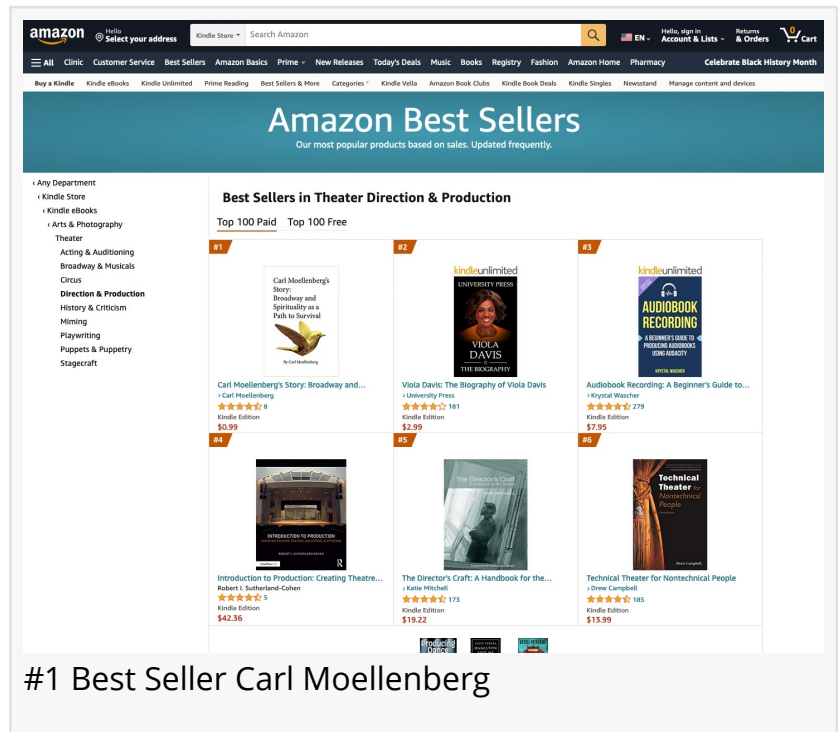 amazon
Hello
Select your address
Kindle Store
Search Amazon
EN
Hello, sign in
Account & Lists
Returns
& Orders
0
Cart
All Clinic Customer Service Best Sellers Amazon Basics Prime New Releases Today's Deals Music Books Registry Fashion Amazon Home Pharmacy Celebrate Black History Month
Buy a Kindle Kindle eBooks Kindle Unlimited Prime Reading Best Sellers & More Categories Kindle Vella Amazon Book Clubs Kindle Book Deals Kindle Singles Newsstand Manage content and devices
Amazon Best Sellers
Our most popular products based on sales. Updated frequently.
‹ Any Department
‹ Kindle Store
‹ Kindle eBooks
‹ Arts & Photography
Theater
Acting & Auditioning
Broadway & Musicals
Circus
Direction & Production
History & Criticism
Miming
Playwriting
Puppets & Puppetry
Stagecraft
Best Sellers in Theater Direction & Production
Top 100 Paid Top 100 Free
#1
Carl Moellenberg's
Story:
Broadway and
Spirituality as a
Path to Survival
By Carl Moellenberg
Carl Moellenberg's Story: Broadway and...
› Carl Moellenberg
8
Kindle Edition
$0.99
#2
kindleunlimited
UNIVERSITY PRESS
VIOLA
DAVIS
THE BIOGRAPHY
Viola Davis: The Biography of Viola Davis
› University Press
181
Kindle Edition
$2.99
#3
kindleunlimited
AUDIOBOOK
RECORDING
A BEGINNER'S GUIDE TO
PRODUCING AUDIOBOOKS
USING AUDACITY
KRYSTAL WASCHER
Audiobook Recording: A Beginner's Guide to...
› Krystal Wascher
279
Kindle Edition
$7.95
#4
INTRODUCTION TO PRODUCTION
ROBERT I. SUTHERLAND-COHEN
R
Introduction to Production: Creating Theatre...
Robert I. Sutherland-Cohen
5
Kindle Edition
$42.36
#5
The Director's Craft
The Director's Craft: A Handbook for the...
› Katie Mitchell
173
Kindle Edition
$19.22
#6
Technical
Theater for
Nontechnical
People
Drew Campbell
Technical Theater for Nontechnical People
› Drew Campbell
185
Kindle Edition
$13.99
Producing
Dance
HAMILTON
#1 Best Seller Carl Moellenberg